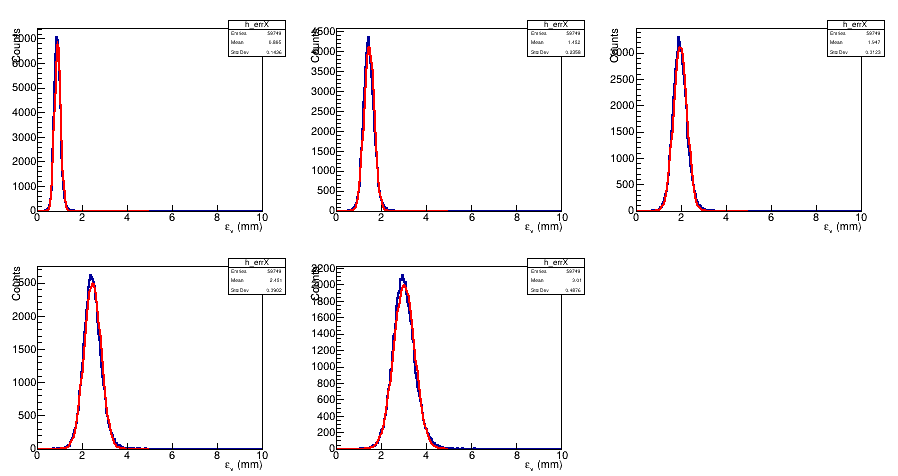 h_errX
Entries 59749
Mean 0.895
Std Dev 0.1436
Counts
7000
6000
5000
4000
3000
2000
1000
0
0 2 4 6 8 10
εx (mm)
h_errX
Entries 59749
Mean 1.452
Std Dev 0.2358
Counts
4500
4000
3500
3000
2500
2000
1500
1000
500
0
0 2 4 6 8 10
εx (mm)
h_errX
Entries 59749
Mean 1.947
Std Dev 0.3123
Counts
3000
2500
2000
1500
1000
500
0
0 2 4 6 8 10
εx (mm)
h_errX
Entries 59749
Mean 2.451
Std Dev 0.3902
Counts
2500
2000
1500
1000
500
0
0 2 4 6 8 10
εx (mm)
h_errX
Entries 59749
Mean 3.01
Std Dev 0.4876
Counts
2200
2000
1800
1600
1400
1200
1000
800
600
400
200
0
0 2 4 6 8 10
εx (mm)